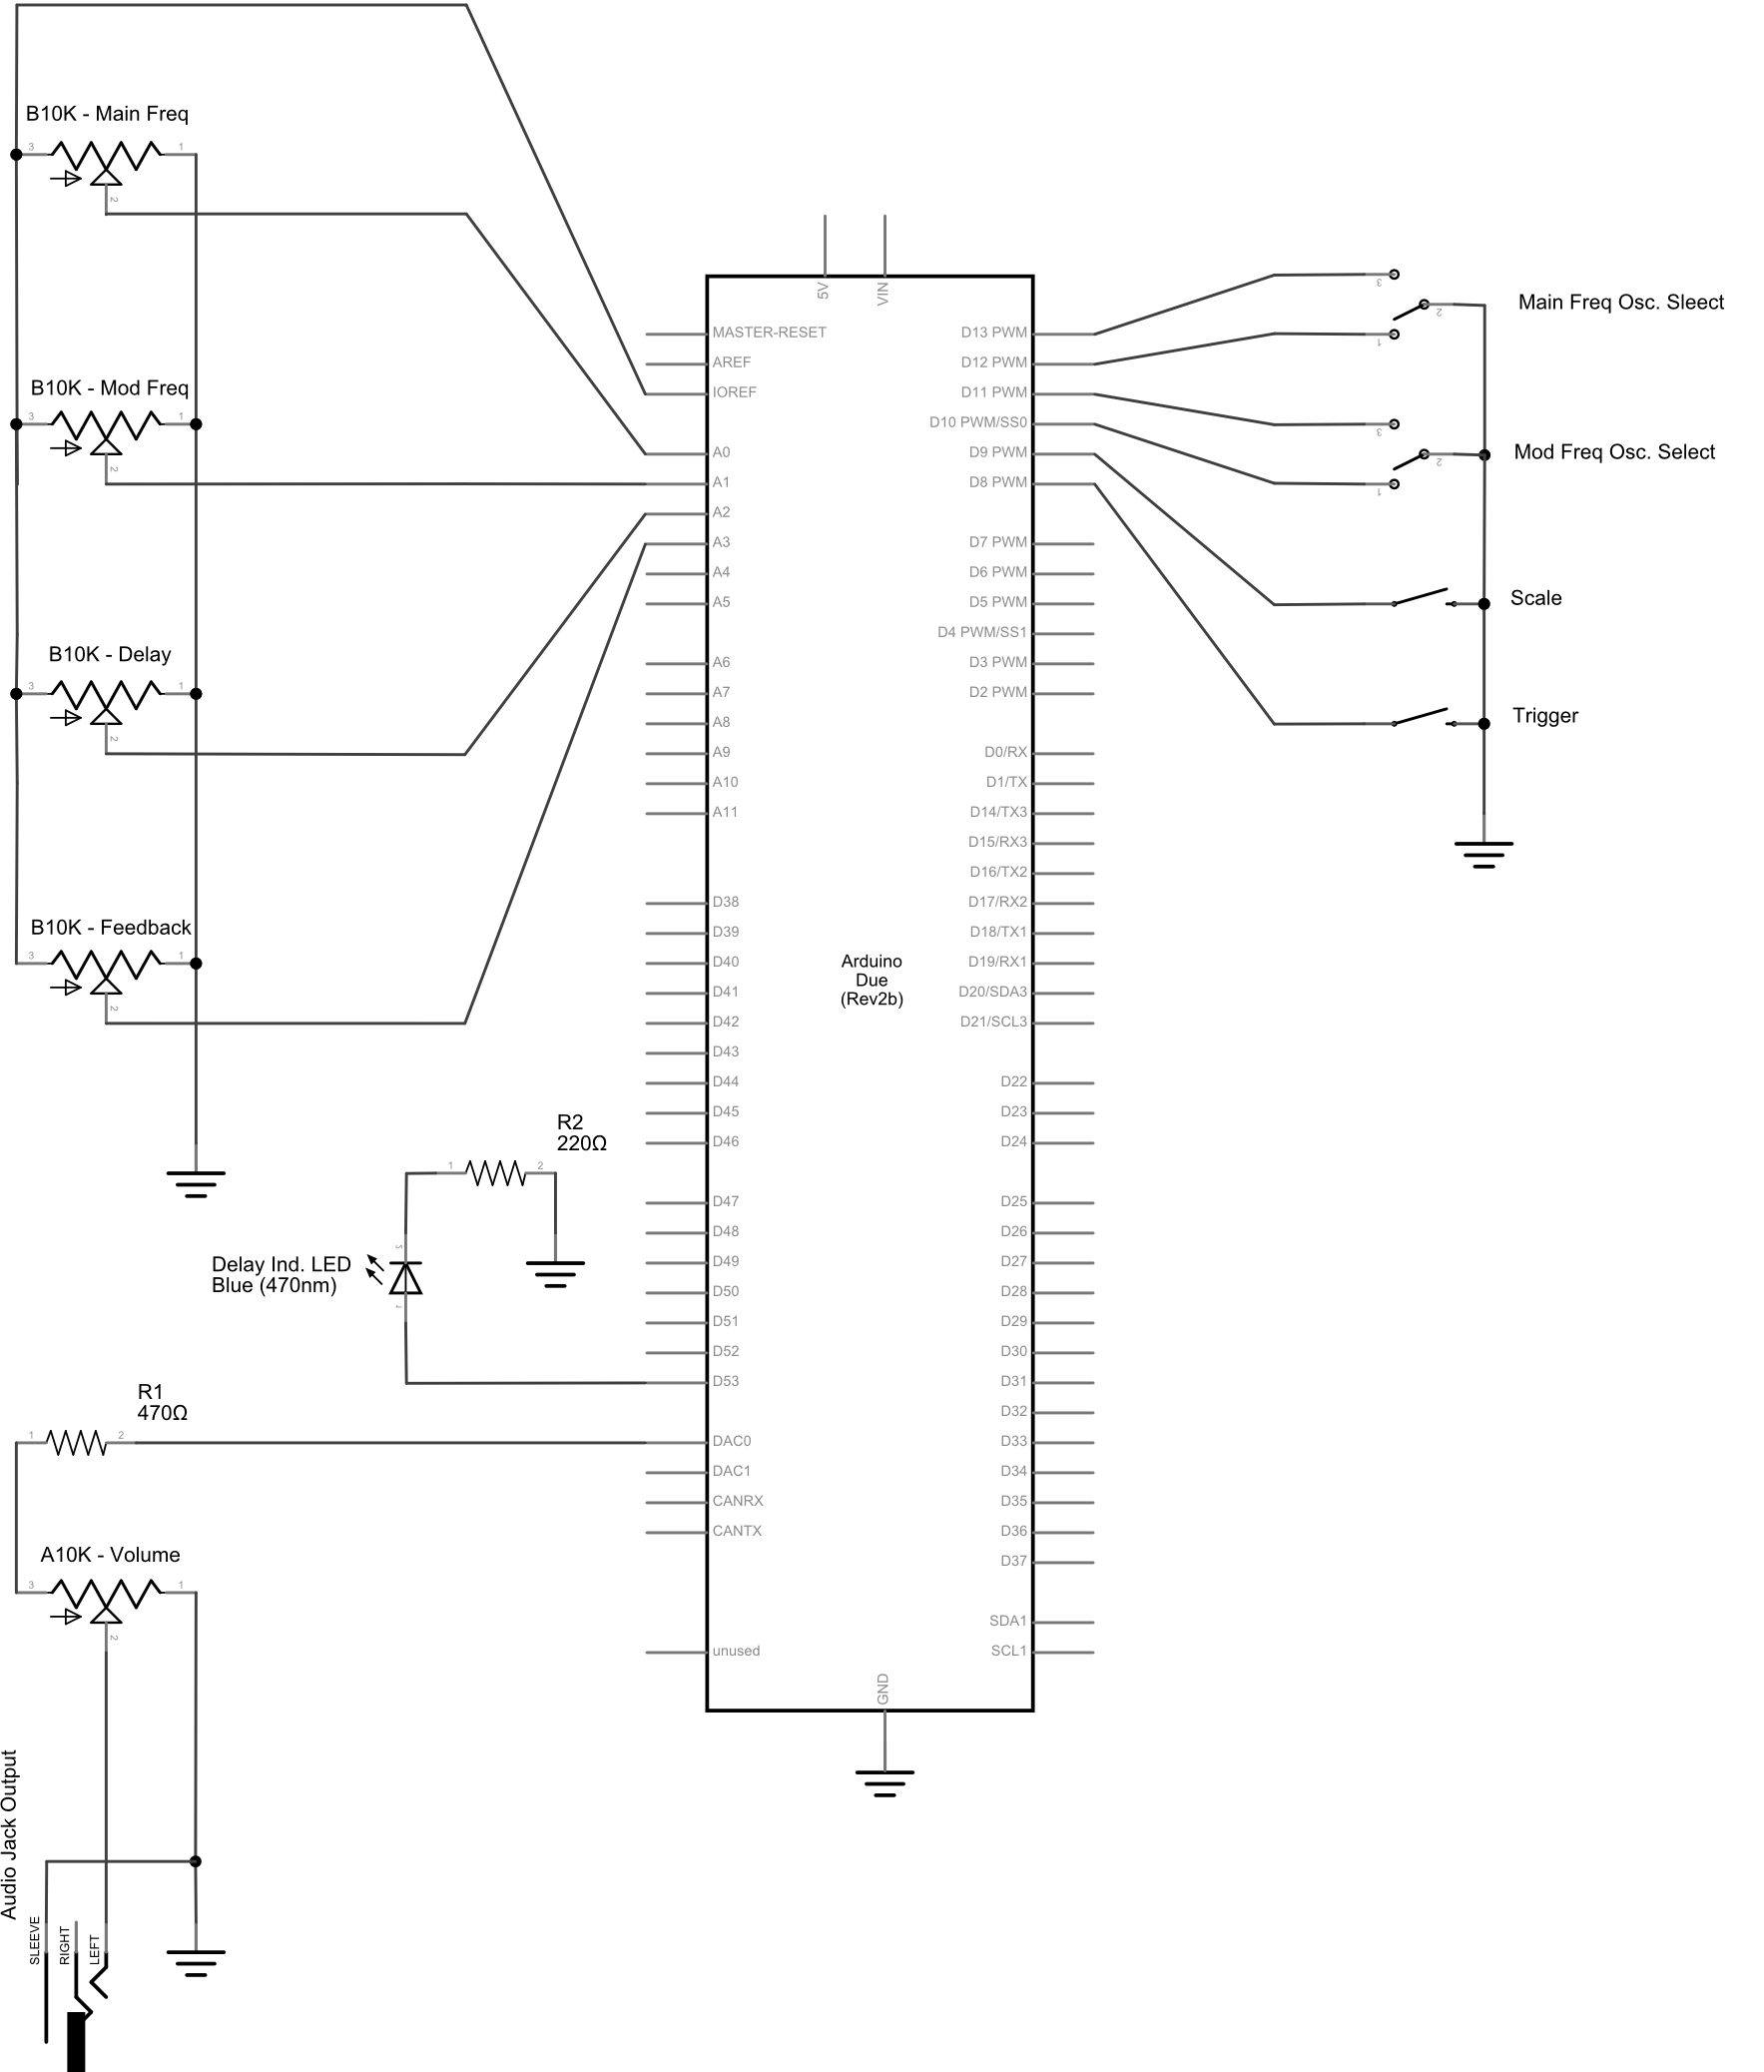 B10K - Main Freq
3
1
2
B10K - Mod Freq
3
1
2
B10K - Delay
3
1
2
B10K - Feedback
3
1
2
R2
220Ω
1
2
Delay Ind. LED
Blue (470nm)
1
R1
470Ω
1
2
A10K - Volume
3
1
2
Audio Jack Output
SLEEVE
RIGHT
LEFT
5V
VIN
MASTER-RESET
AREF
IOREF
A0
A1
A2
A3
A4
A5
A6
A7
A8
A9
A10
A11
D38
D39
D40
D41
D42
D43
D44
D45
D46
D47
D48
D49
D50
D51
D52
D53
DAC0
DAC1
CANRX
CANTX
unused
Arduino
Due
(Rev2b)
GND
D13 PWM
D12 PWM
D11 PWM
D10 PWM/SS0
D9 PWM
D8 PWM
D7 PWM
D6 PWM
D5 PWM
D4 PWM/SS1
D3 PWM
D2 PWM
D0/RX
D1/TX
D14/TX3
D15/RX3
D16/TX2
D17/RX2
D18/TX1
D19/RX1
D20/SDA3
D21/SCL3
D22
D23
D24
D25
D26
D27
D28
D29
D30
D31
D32
D33
D34
D35
D36
D37
SDA1
SCL1
3
2
1
Main Freq Osc. Sleect
3
2
1
Mod Freq Osc. Select
Scale
Trigger